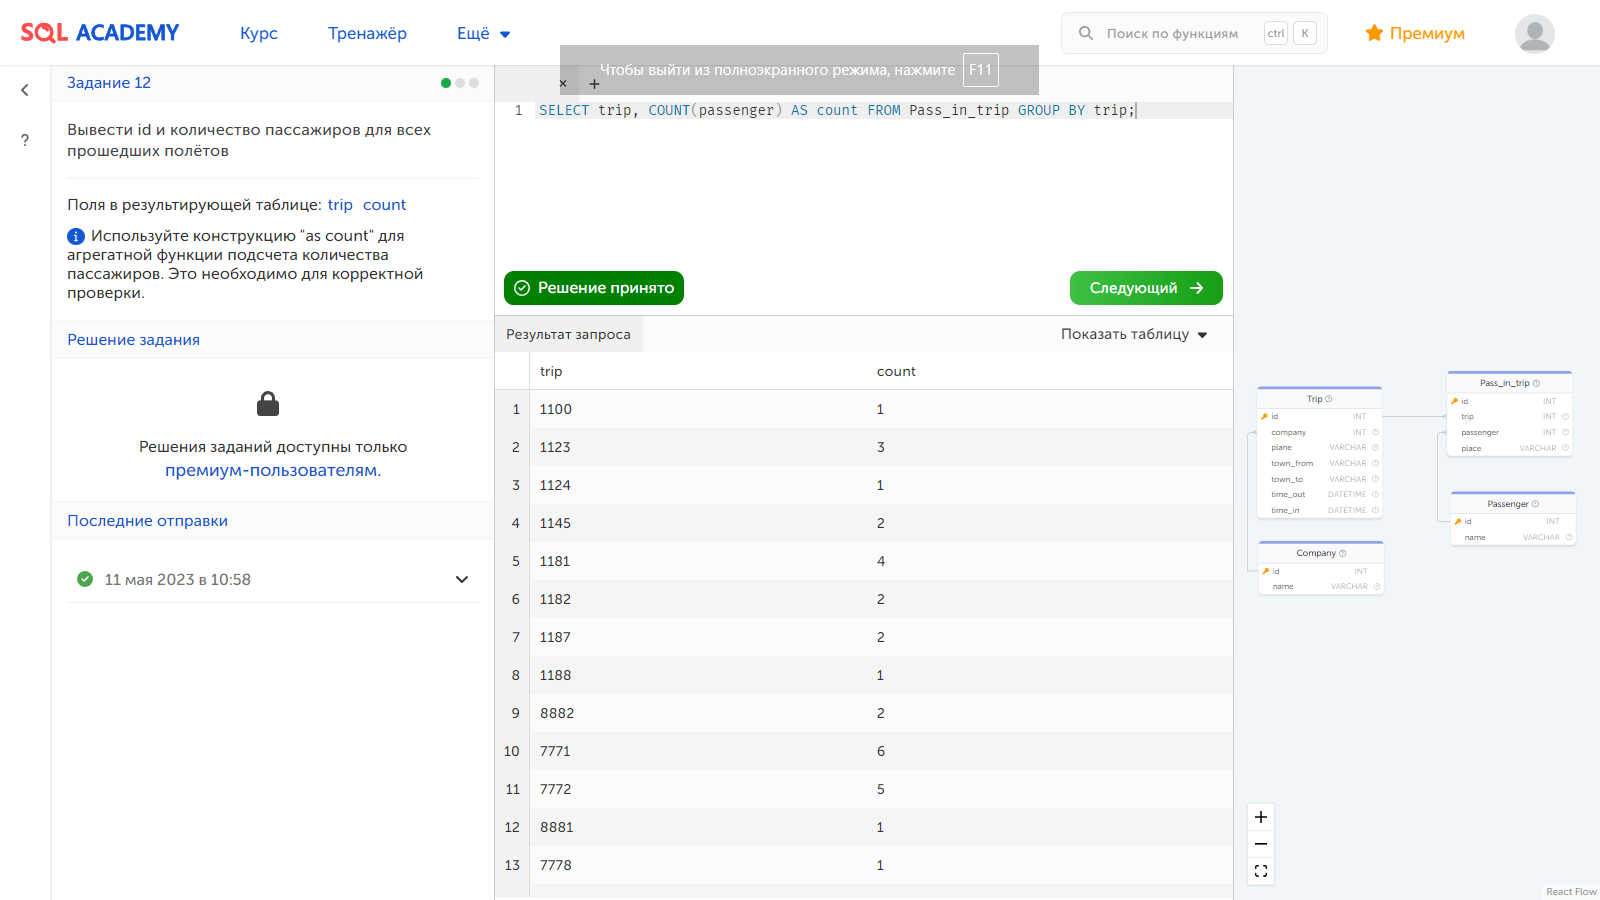 SQL ACADEMY
Курс
Тренажёр
Ещё
Поиск по функциям
ctrl
K
Премиум
Чтобы выйти из полноэкранного режима, нажмите F11
Задание 12
Вывести id и количество пассажиров для всех
прошедших полётов
Поля в результирующей таблице: trip count
Используйте конструкцию "as count" для
агрегатной функции подсчета количества
пассажиров. Это необходимо для корректной
проверки.
Решение задания
Решения заданий доступны только
премиум-пользователям.
Последние отправки
11 мая 2023 в 10:58
1 SELECT trip, COUNT(passenger) AS count FROM Pass_in_trip GROUP BY trip;
Решение принято
Следующий
Результат запроса
Показать таблицу
trip count
1 1100 1
2 1123 3
3 1124 1
4 1145 2
5 1181 4
6 1182 2
7 1187 2
8 1188 1
9 8882 2
10 7771 6
11 7772 5
12 8881 1
13 7778 1
Trip
id INT
company INT
plane VARCHAR
town_from VARCHAR
town_to VARCHAR
time_out DATETIME
time_in DATETIME
Pass_in_trip
id INT
trip INT
passenger INT
place VARCHAR
Passenger
id INT
name VARCHAR
Company
id INT
name VARCHAR
React Flow